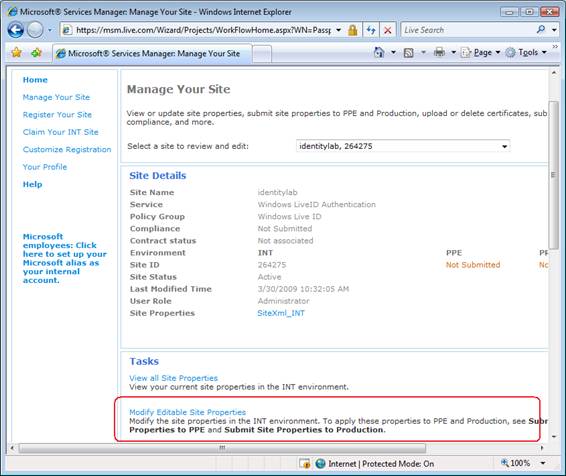 Microsoft® Services Manager: Manage Your Site - Windows Internet Explorer
https://msm.live.com/Wizard/Projects/WorkFlowHome.aspx?WN=Passp
Live Search
Microsoft® Services Manager: Manage Your Site
Page
Tools
Home
Manage Your Site
Register Your Site
Claim Your INT Site
Customize Registration
Your Profile
Help
Microsoft
employees: Click
here to set up your
Microsoft alias as
your internal
account.
Manage Your Site
View or update site properties, submit site properties to PPE and Production, upload or delete certificates, sub
compliance, and more.
Select a site to review and edit: identitylab, 264275
Site Details
Site Name identitylab
Service Windows LiveID Authentication
Policy Group Windows Live ID
Compliance Not Submitted
Contract status Not associated
Environment INT PPE PR
Site ID 264275 Not Submitted No
Site Status Active
Last Modified Time 3/30/2009 10:32:05 AM
User Role Administrator
Site Properties SiteXml_INT
Tasks
View all Site Properties
View your current site properties in the INT environment.
Modify Editable Site Properties
Modify the site properties in the INT environment. To apply these properties to PPE and Production, see Subm
Properties to PPE and Submit Site Properties to Production.
Internet | Protected Mode: On
100%